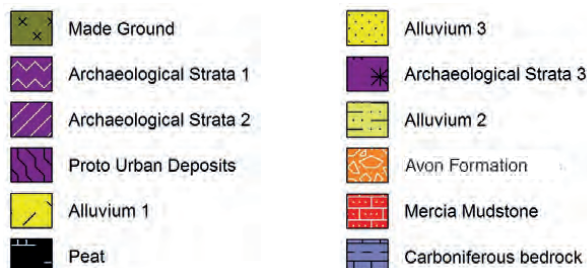 Made Ground
Archaeological Strata 1
Archaeological Strata 2
Proto Urban Deposits
Alluvium 1
Peat
Alluvium 3
Archaeological Strata 3
Alluvium 2
Avon Formation
Mercia Mudstone
Carboniferous bedrock